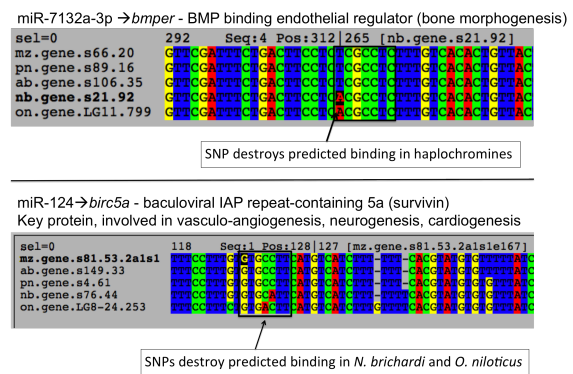 miR-7132a-3p → bmper - BMP binding endothelial regulator (bone morphogenesis)
sel=0 292 Seq:4 Pos:312|265 [nb.gene.s21.92]
mz.gene.s66.20 GTTCGATTTCTGACTTCCTCTCGCCTCTTTGTCACACTGTTAC
pn.gene.s89.16 GTTCGATTTCTGACTTCCTCTCGCCTCTTTGTCACACTGTTAC
ab.gene.s106.35 GTTCGATTTCTGACTTCCTCTCGCCTCTTTGTCACACTGTTAC
nb.gene.s21.92 GTTCGATTTCTGACTTCCTCACGCCTCTTTGTCACACTGTTAC
on.gene.LG11.799 GTTCGATTTCTGACTTCCTCACGCCTCTTTGTCACACTGTTAC
SNP destroys predicted binding in haplochromines
miR-124→birc5a - baculoviral IAP repeat-containing 5a (survivin)
Key protein, involved in vasculo-angiogenesis, neurogenesis, cardiogenesis
sel=0 118 Seq:1 Pos:128|127 [mz.gene.s81.53.2a1s1e167]
mz.gene.s81.53.2a1s1
ab.gene.s149.33
pn.gene.s4.61
nb.gene.s76.44
on.gene.LG8-24.253
SNPs destroy predicted binding in N. brichardi and O. niloticus